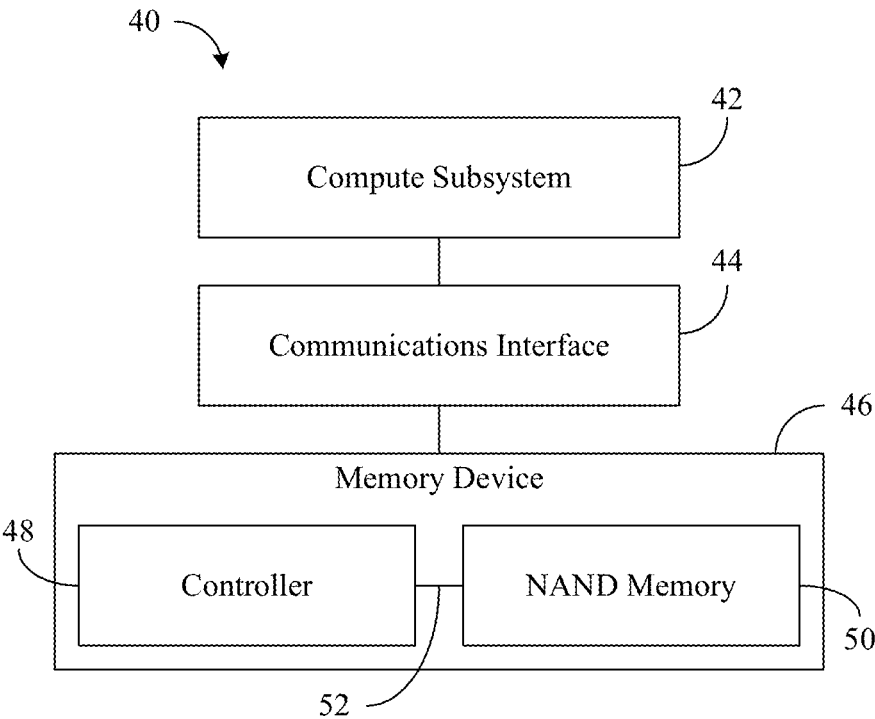 40
42
Compute Subsystem
44
Communications Interface
46
Memory Device
48
Controller
NAND Memory
50
52